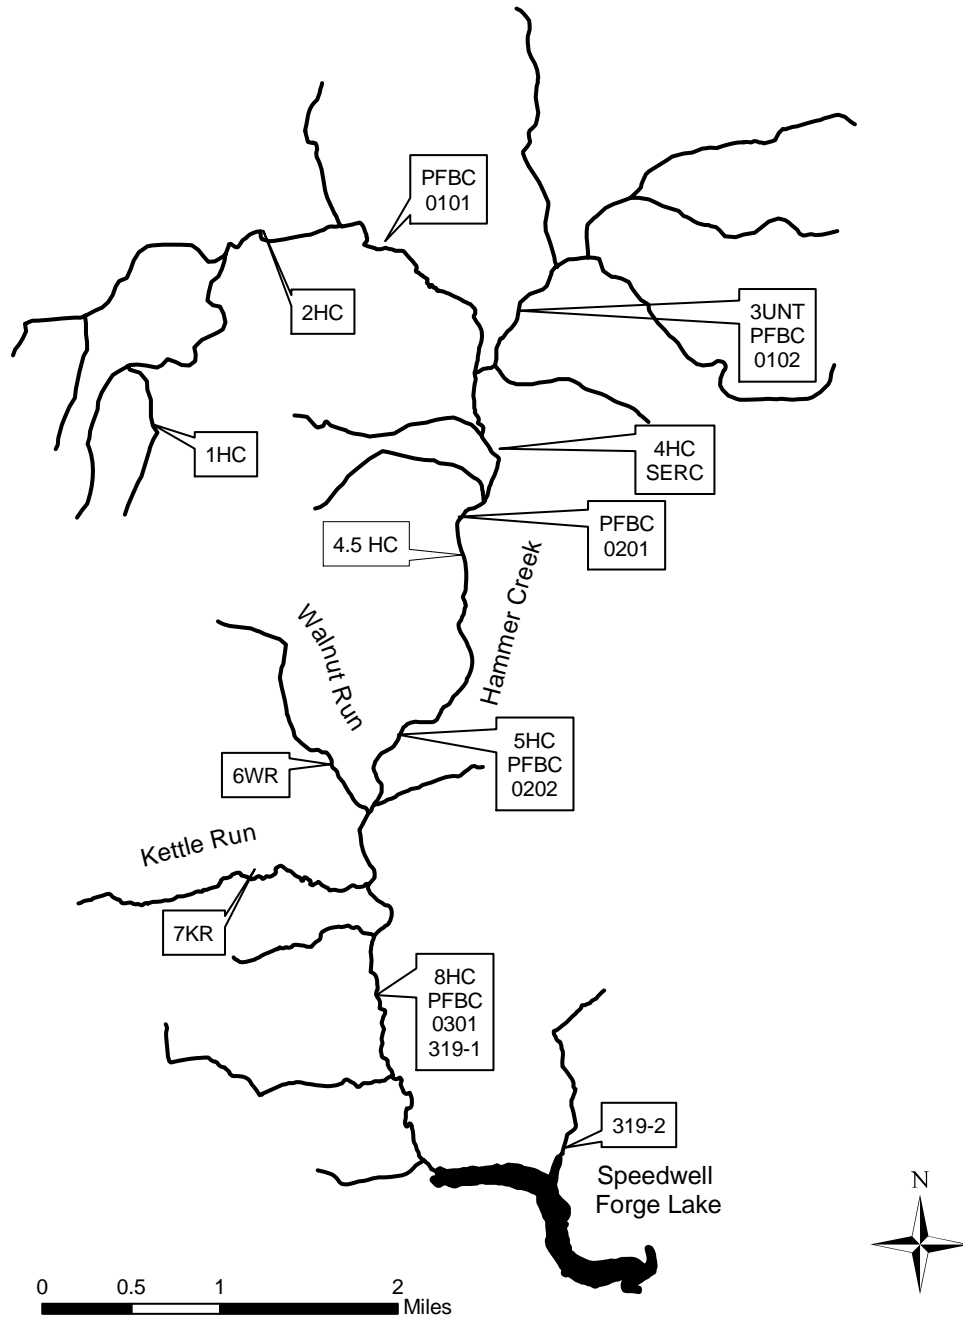 PFBC
0101
2HC
3UNT
PFBC
0102
1HC
4HC
SERC
PFBC
0201
4.5 HC
Hammer Creek
Walnut Run
5HC
PFBC
0202
6WR
Kettle Run
7KR
8HC
PFBC
0301
319-1
319-2
Speedwell
Forge Lake
N
0 0.5 1 2
Miles